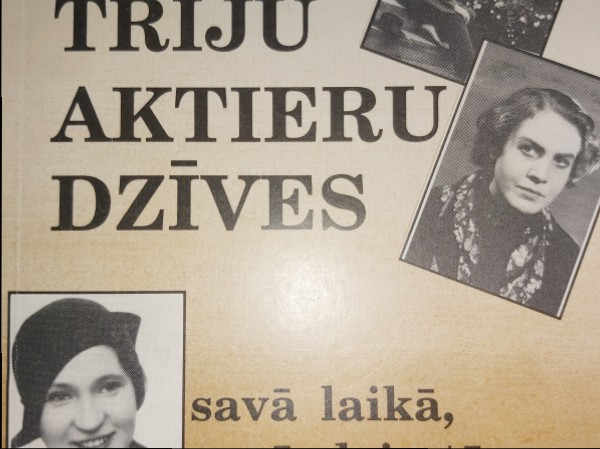 TRIJU
AKTIERU
DZĪVES
savā laikā,